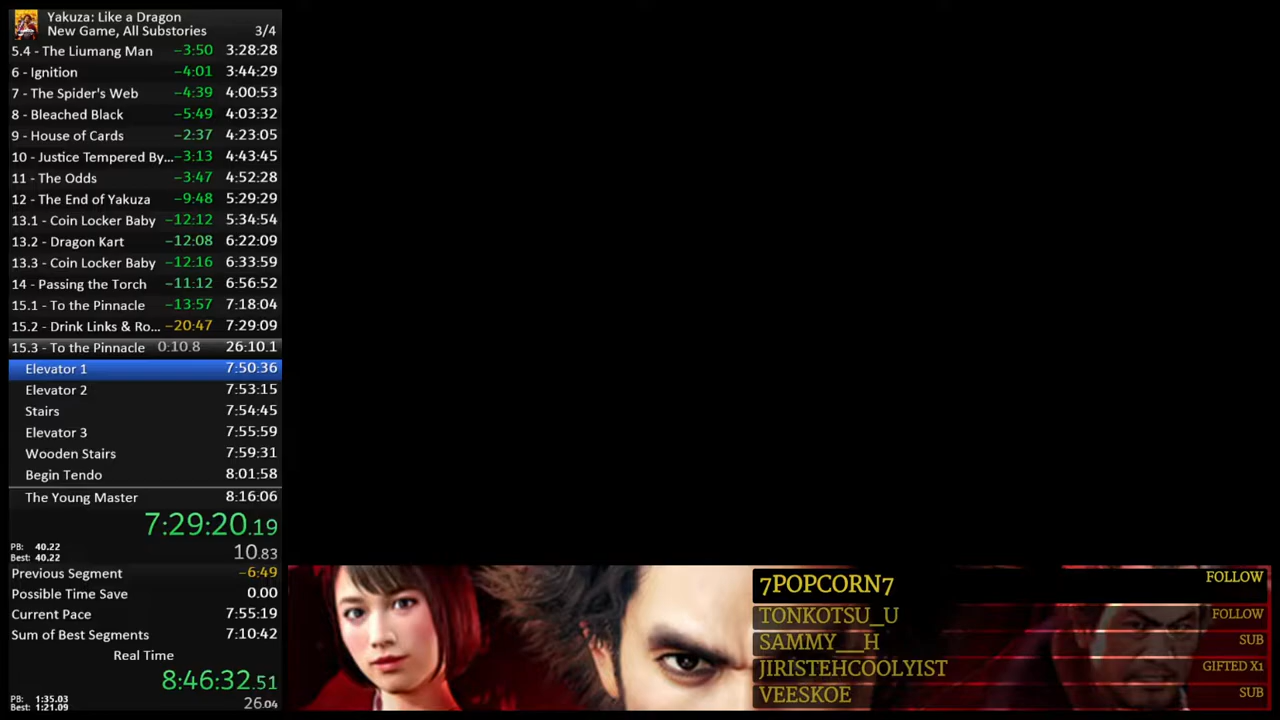 Yakuza: Like a Dragon
New Game, All Substories 3/4
5.4 - The Liumang Man -3:50 3:28:28
6 - Ignition -4:01 3:44:29
7 - The Spider's Web -4:39 4:00:53
8 - Bleached Black -5:49 4:03:32
9 - House of Cards -2:37 4:23:05
10 - Justice Tempered By... -3:13 4:43:45
11 - The Odds -3:47 4:52:28
12 - The End of Yakuza -9:48 5:29:29
13.1 - Coin Locker Baby -12:12 5:34:54
13.2 - Dragon Kart -12:08 6:22:09
13.3 - Coin Locker Baby -12:16 6:33:59
14 - Passing the Torch -11:12 6:56:52
15.1 - To the Pinnacle -13:57 7:18:04
15.2 - Drink Links & Ro... -20:47 7:29:09
15.3 - To the Pinnacle 0:10.8 26:10.1
Elevator 1 7:50:36
Elevator 2 7:53:15
Stairs 7:54:45
Elevator 3 7:55:59
Wooden Stairs 7:59:31
Begin Tendo 8:01:58
The Young Master 8:16:06
7:29:20.19
PB: 40.22
Best: 40.22 10.83
Previous Segment -6:49
Possible Time Save 0.00
Current Pace 7:55:19
Sum of Best Segments 7:10:42
Real Time
8:46:32.51
PB: 1:35.03
Best: 1:21.09 26.04
7POPCORN7 FOLLOW
TONKOTSU_U FOLLOW
SAMMY__H SUB
JIRISTEHCOOLYIST GIFTED X1
VEESKOE SUB